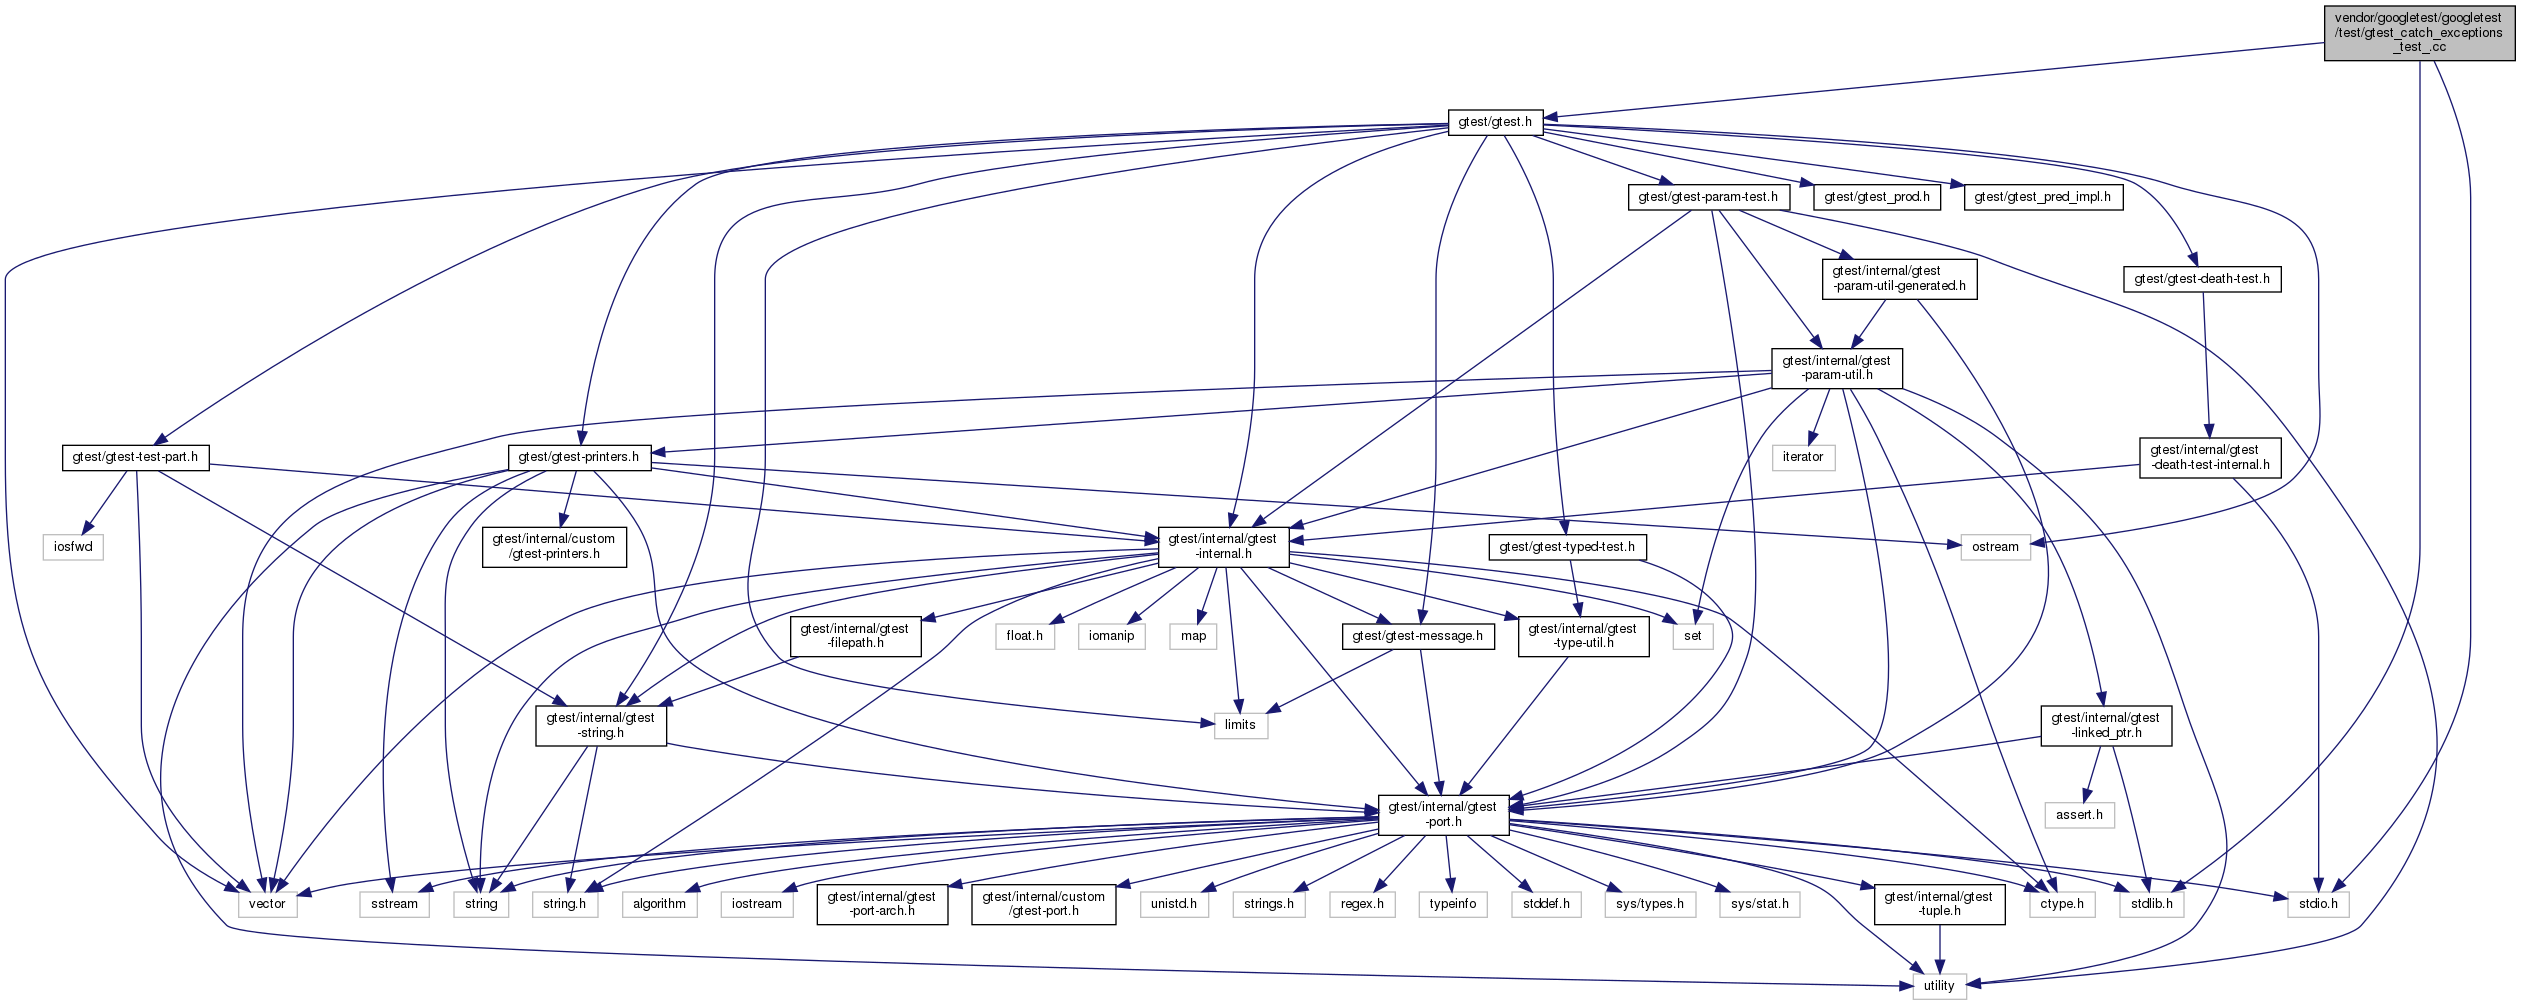 vendor/googletest/googletest
/test/gtest_catch_exceptions
_test_.cc
gtest/gtest.h
gtest/gtest-param-test.h
gtest/gtest_prod.h
gtest/gtest_pred_impl.h
gtest/internal/gtest
-param-util-generated.h
gtest/gtest-death-test.h
gtest/internal/gtest
-param-util.h
gtest/gtest-test-part.h
gtest/gtest-printers.h
iterator
gtest/internal/gtest
-death-test-internal.h
iosfwd
gtest/internal/custom
/gtest-printers.h
gtest/internal/gtest
-internal.h
gtest/gtest-typed-test.h
ostream
gtest/internal/gtest
-filepath.h
float.h
iomanip
map
gtest/gtest-message.h
gtest/internal/gtest
-type-util.h
set
gtest/internal/gtest
-string.h
limits
gtest/internal/gtest
-linked_ptr.h
gtest/internal/gtest
-port.h
assert.h
vector
sstream
string
string.h
algorithm
iostream
gtest/internal/gtest
-port-arch.h
gtest/internal/custom
/gtest-port.h
unistd.h
strings.h
regex.h
typeinfo
stddef.h
sys/types.h
sys/stat.h
gtest/internal/gtest
-tuple.h
ctype.h
stdlib.h
stdio.h
utility